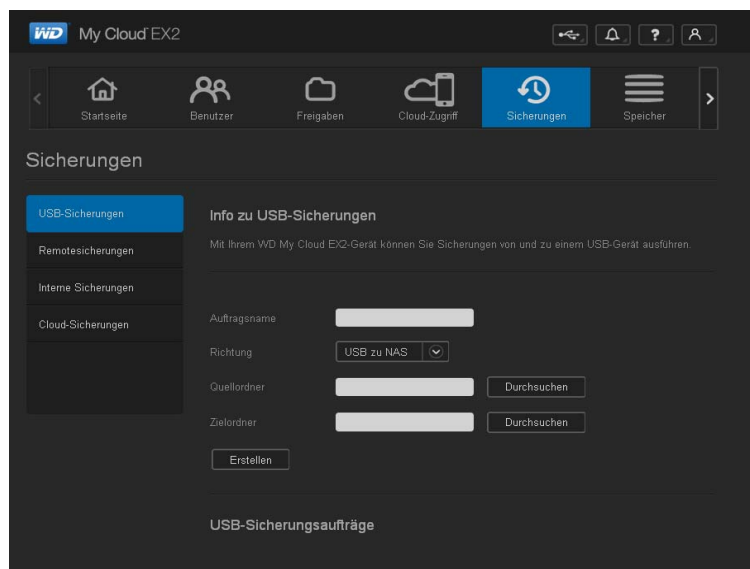 WD My Cloud EX2
?
Startseite
Benutzer
Freigaben
Cloud-Zugriff
Sicherungen
Speicher
Sicherungen
USB-Sicherungen
Remotesicherungen
Interne Sicherungen
Cloud-Sicherungen
Info zu USB-Sicherungen
Mit Ihrem WD My Cloud EX2-Gerät können Sie Sicherungen von und zu einem USB-Gerät ausführen.
Auftragsname
Richtung USB zu NAS
Quellordner Durchsuchen
Zielordner Durchsuchen
Erstellen
USB-Sicherungsaufträge